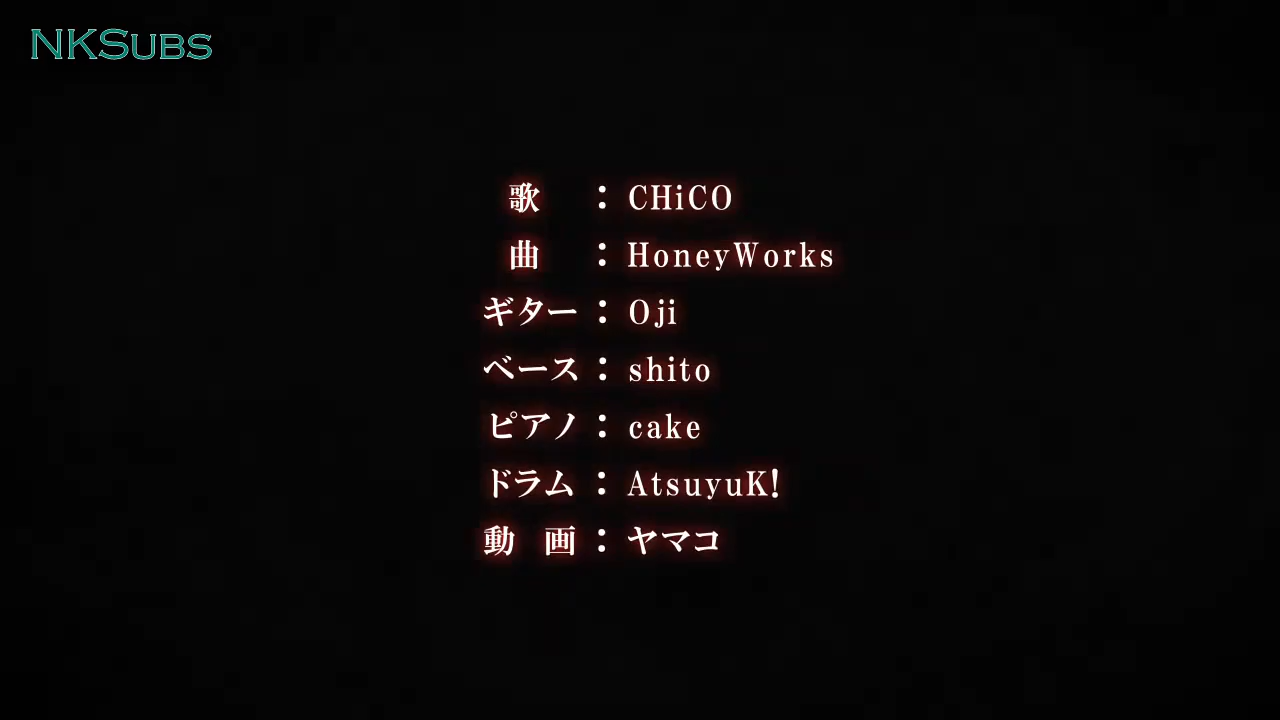 NKSUBS
歌 : CHiCO
曲 : HoneyWorks
ギター : Oji
ベース : shito
ピアノ : cake
ドラム : AtsuyuK!
動 画 : ヤマコ